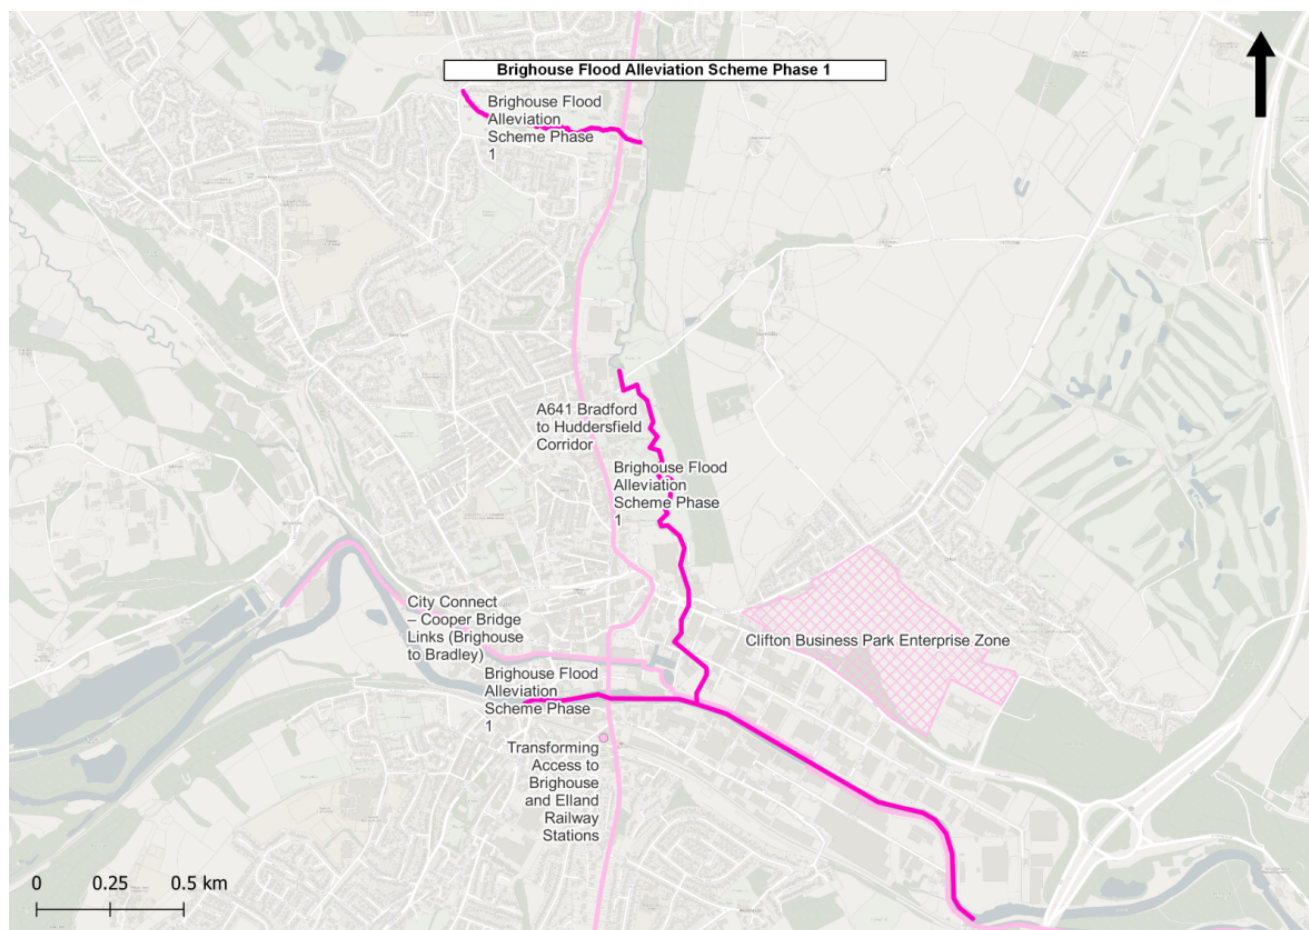 Brighouse Flood Alleviation Scheme Phase 1
Brighouse Flood
Alleviation
Scheme Phase
1
A641 Bradford
to Huddersfield
Corridor
Brighouse Flood
Alleviation
Scheme Phase
1
City Connect
– Cooper Bridge
Links (Brighouse
to Bradley)
Clifton Business Park Enterprise Zone
Brighouse Flood
Alleviation
Scheme Phase
1
Transforming
Access to
Brighouse
and Elland
Railway
Stations
0 0.25 0.5 km